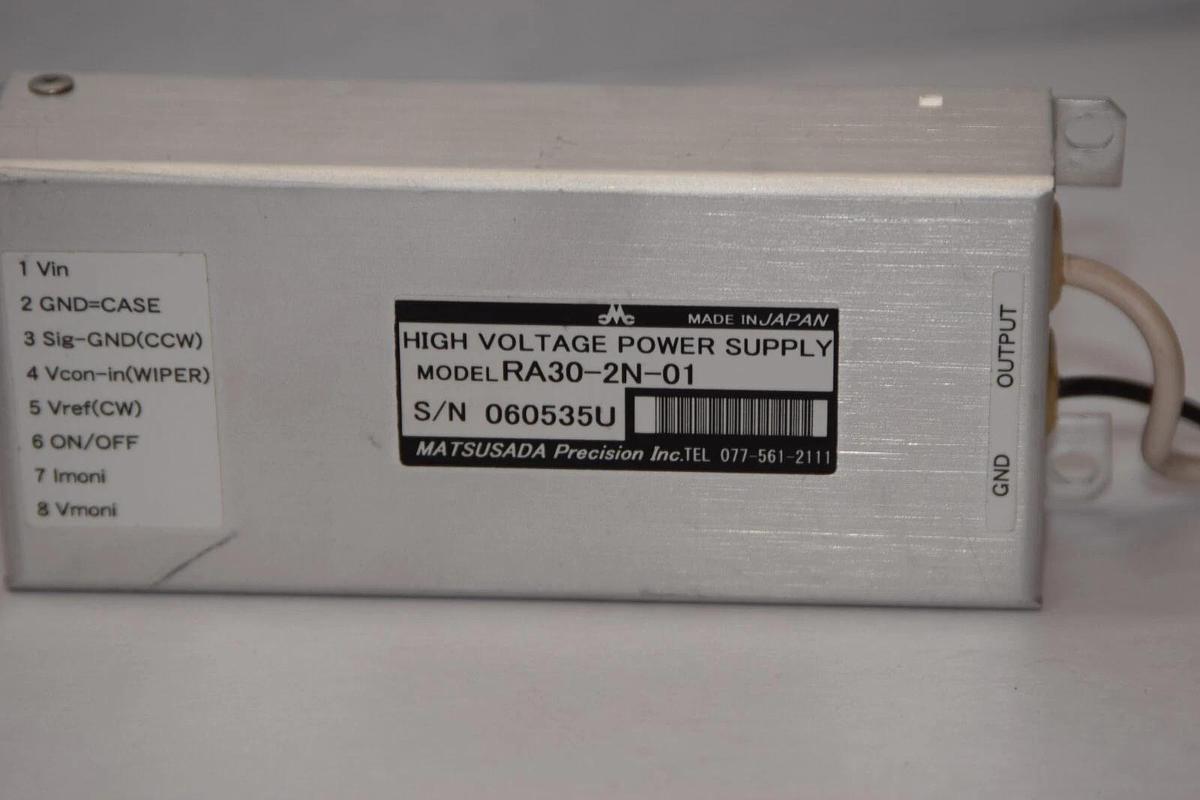 1 Vin
2 GND=CASE
3 Sig-GND(CCW)
4 Vcon-in(WIPER)
5 Vref(CW)
6 ON/OFF
7 Imoni
8 Vmoni
MADE IN JAPAN
HIGH VOLTAGE POWER SUPPLY
MODEL RA30-2N-01
S/N 060535U
MATSUSADA Precision Inc. TEL 077-561-2111
OUTPUT
GND